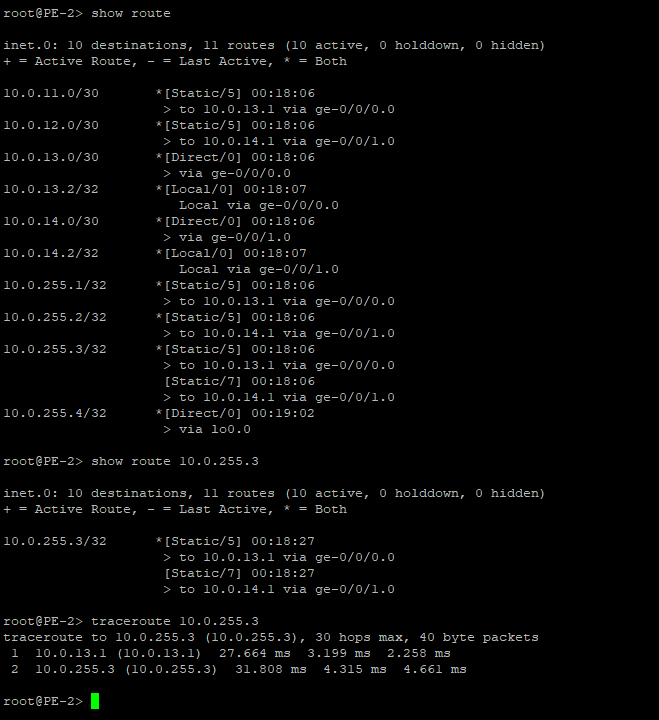 root@PE-2> show route
inet.0: 10 destinations, 11 routes (10 active, 0 holddown, 0 hidden)
+ = Active Route, - = Last Active, * = Both
10.0.11.0/30       *[Static/5] 00:18:06
                    > to 10.0.13.1 via ge-0/0/0.0
10.0.12.0/30       *[Static/5] 00:18:06
                    > to 10.0.14.1 via ge-0/0/1.0
10.0.13.0/30       *[Direct/0] 00:18:06
                    > via ge-0/0/0.0
10.0.13.2/32       *[Local/0] 00:18:07
                      Local via ge-0/0/0.0
10.0.14.0/30       *[Direct/0] 00:18:06
                    > via ge-0/0/1.0
10.0.14.2/32       *[Local/0] 00:18:07
                      Local via ge-0/0/1.0
10.0.255.1/32      *[Static/5] 00:18:06
                    > to 10.0.13.1 via ge-0/0/0.0
10.0.255.2/32      *[Static/5] 00:18:06
                    > to 10.0.14.1 via ge-0/0/1.0
10.0.255.3/32      *[Static/5] 00:18:06
                    > to 10.0.13.1 via ge-0/0/0.0
                    [Static/7] 00:18:06
                    > to 10.0.14.1 via ge-0/0/1.0
10.0.255.4/32      *[Direct/0] 00:19:02
                    > via lo0.0
root@PE-2> show route 10.0.255.3
inet.0: 10 destinations, 11 routes (10 active, 0 holddown, 0 hidden)
+ = Active Route, - = Last Active, * = Both
10.0.255.3/32      *[Static/5] 00:18:27
                    > to 10.0.13.1 via ge-0/0/0.0
                    [Static/7] 00:18:27
                    > to 10.0.14.1 via ge-0/0/1.0
root@PE-2> traceroute 10.0.255.3
traceroute to 10.0.255.3 (10.0.255.3), 30 hops max, 40 byte packets
 1  10.0.13.1 (10.0.13.1)  27.664 ms  3.199 ms  2.258 ms
 2  10.0.255.3 (10.0.255.3)  31.808 ms  4.315 ms  4.661 ms
root@PE-2>